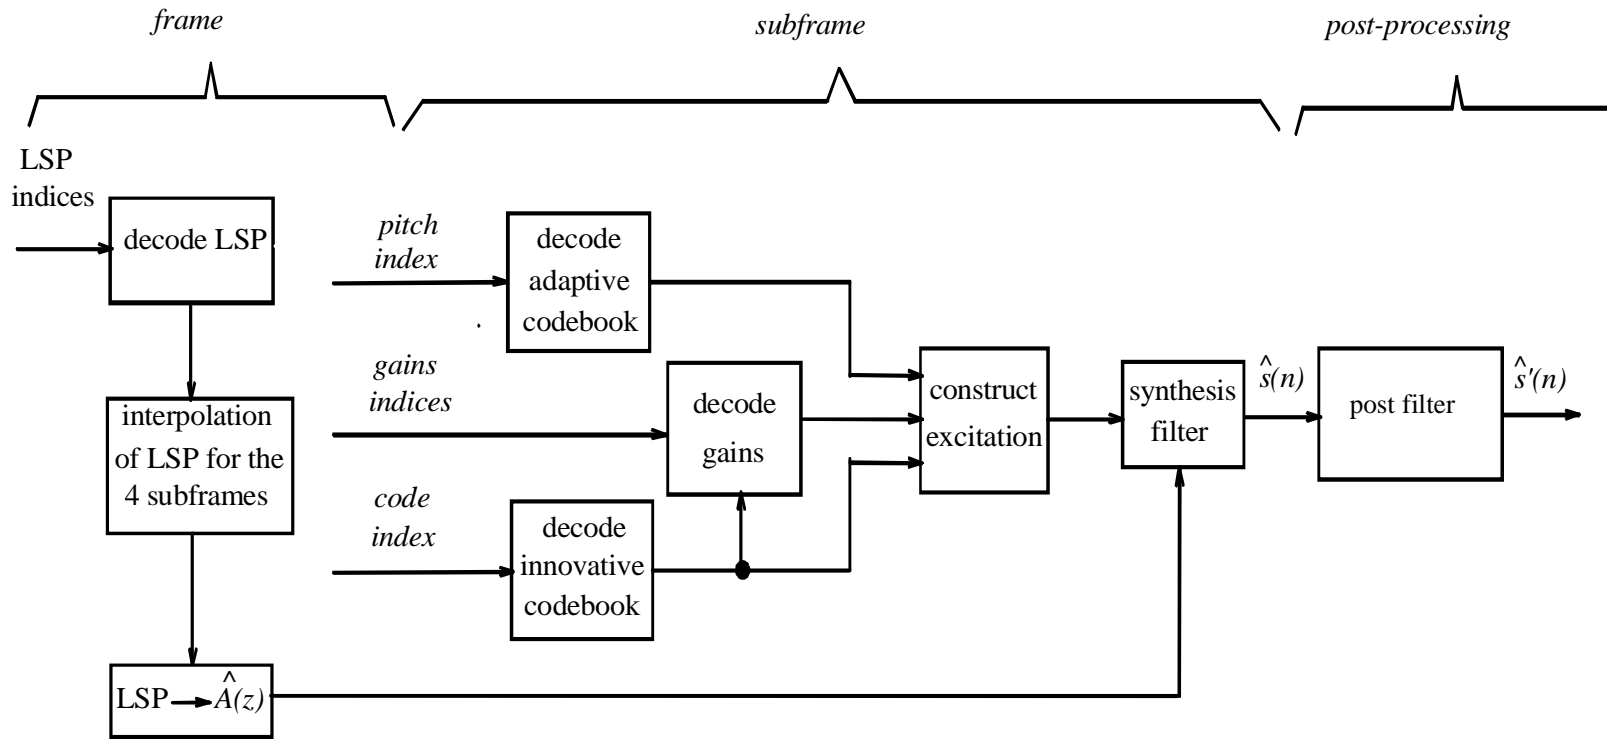 frame
subframe
post-processing
LSP
indices
decode LSP
interpolation
of LSP for the
4 subframes
LSP → Â(z)
pitch
index
decode
adaptive
codebook
gains
indices
decode
gains
code
index
decode
innovative
codebook
construct
excitation
synthesis
filter
ŝ(n)
post filter
ŝ'(n)